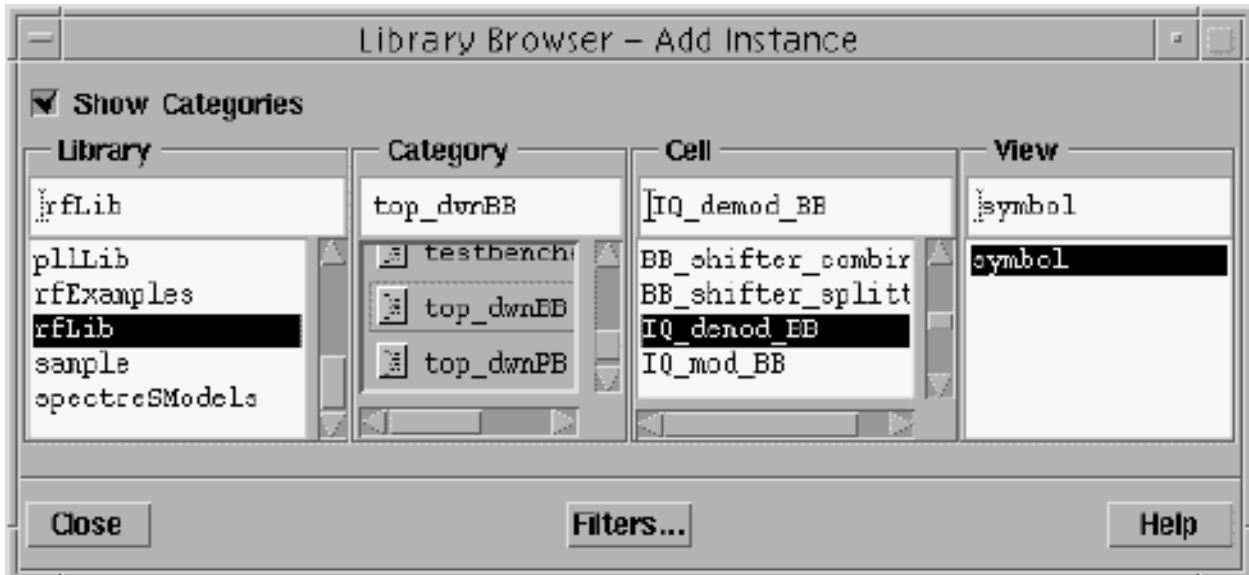 Library Browser – Add Instance
Show Categories
Library
Category
Cell
View
rfLib
top_dwnBB
IQ_demod_BB
symbol
pllLib
rfExamples
rfLib
sample
spectreSModels
testbench
top_dwnBB
top_dwnPB
BB_shifter_combin
BB_shifter_splitt
IQ_demod_BB
IQ_mod_BB
symbol
Close
Filters...
Help